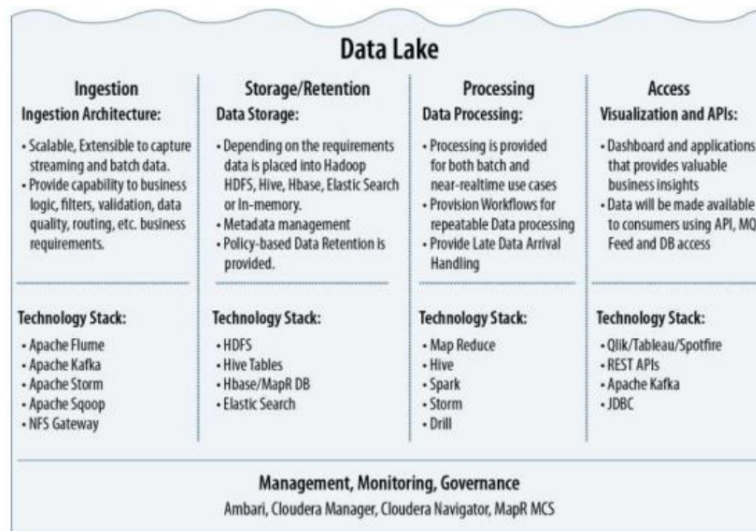 Data Lake
Ingestion
Ingestion Architecture:
• Scalable, Extensible to capture
streaming and batch data.
• Provide capability to business
logic, filters, validation, data
quality, routing, etc. business
requirements.
Technology Stack:
• Apache Flume
• Apache Kafka
• Apache Storm
• Apache Sqoop
• NFS Gateway
Storage/Retention
Data Storage:
• Depending on the requirements
data is placed into Hadoop
HDFS, Hive, Hbase, Elastic Search
or In-memory.
• Metadata management
• Policy-based Data Retention is
provided.
Technology Stack:
• HDFS
• Hive Tables
• Hbase/MapR DB
• Elastic Search
Processing
Data Processing:
• Processing is provided
for both batch and
near-realtime use cases
• Provision Workflows for
repeatable Data processing
• Provide Late Data Arrival
Handling
Technology Stack:
• Map Reduce
• Hive
• Spark
• Storm
• Drill
Access
Visualization and APIs:
• Dashboard and applications
that provides valuable
business insights
• Data will be made available
to consumers using API, MQ
Feed and DB access
Technology Stack:
• Qlik/Tableau/Spotfire
• REST APIs
• Apache Kafka
• JDBC
Management, Monitoring, Governance
Ambari, Cloudera Manager, Cloudera Navigator, MapR MCS